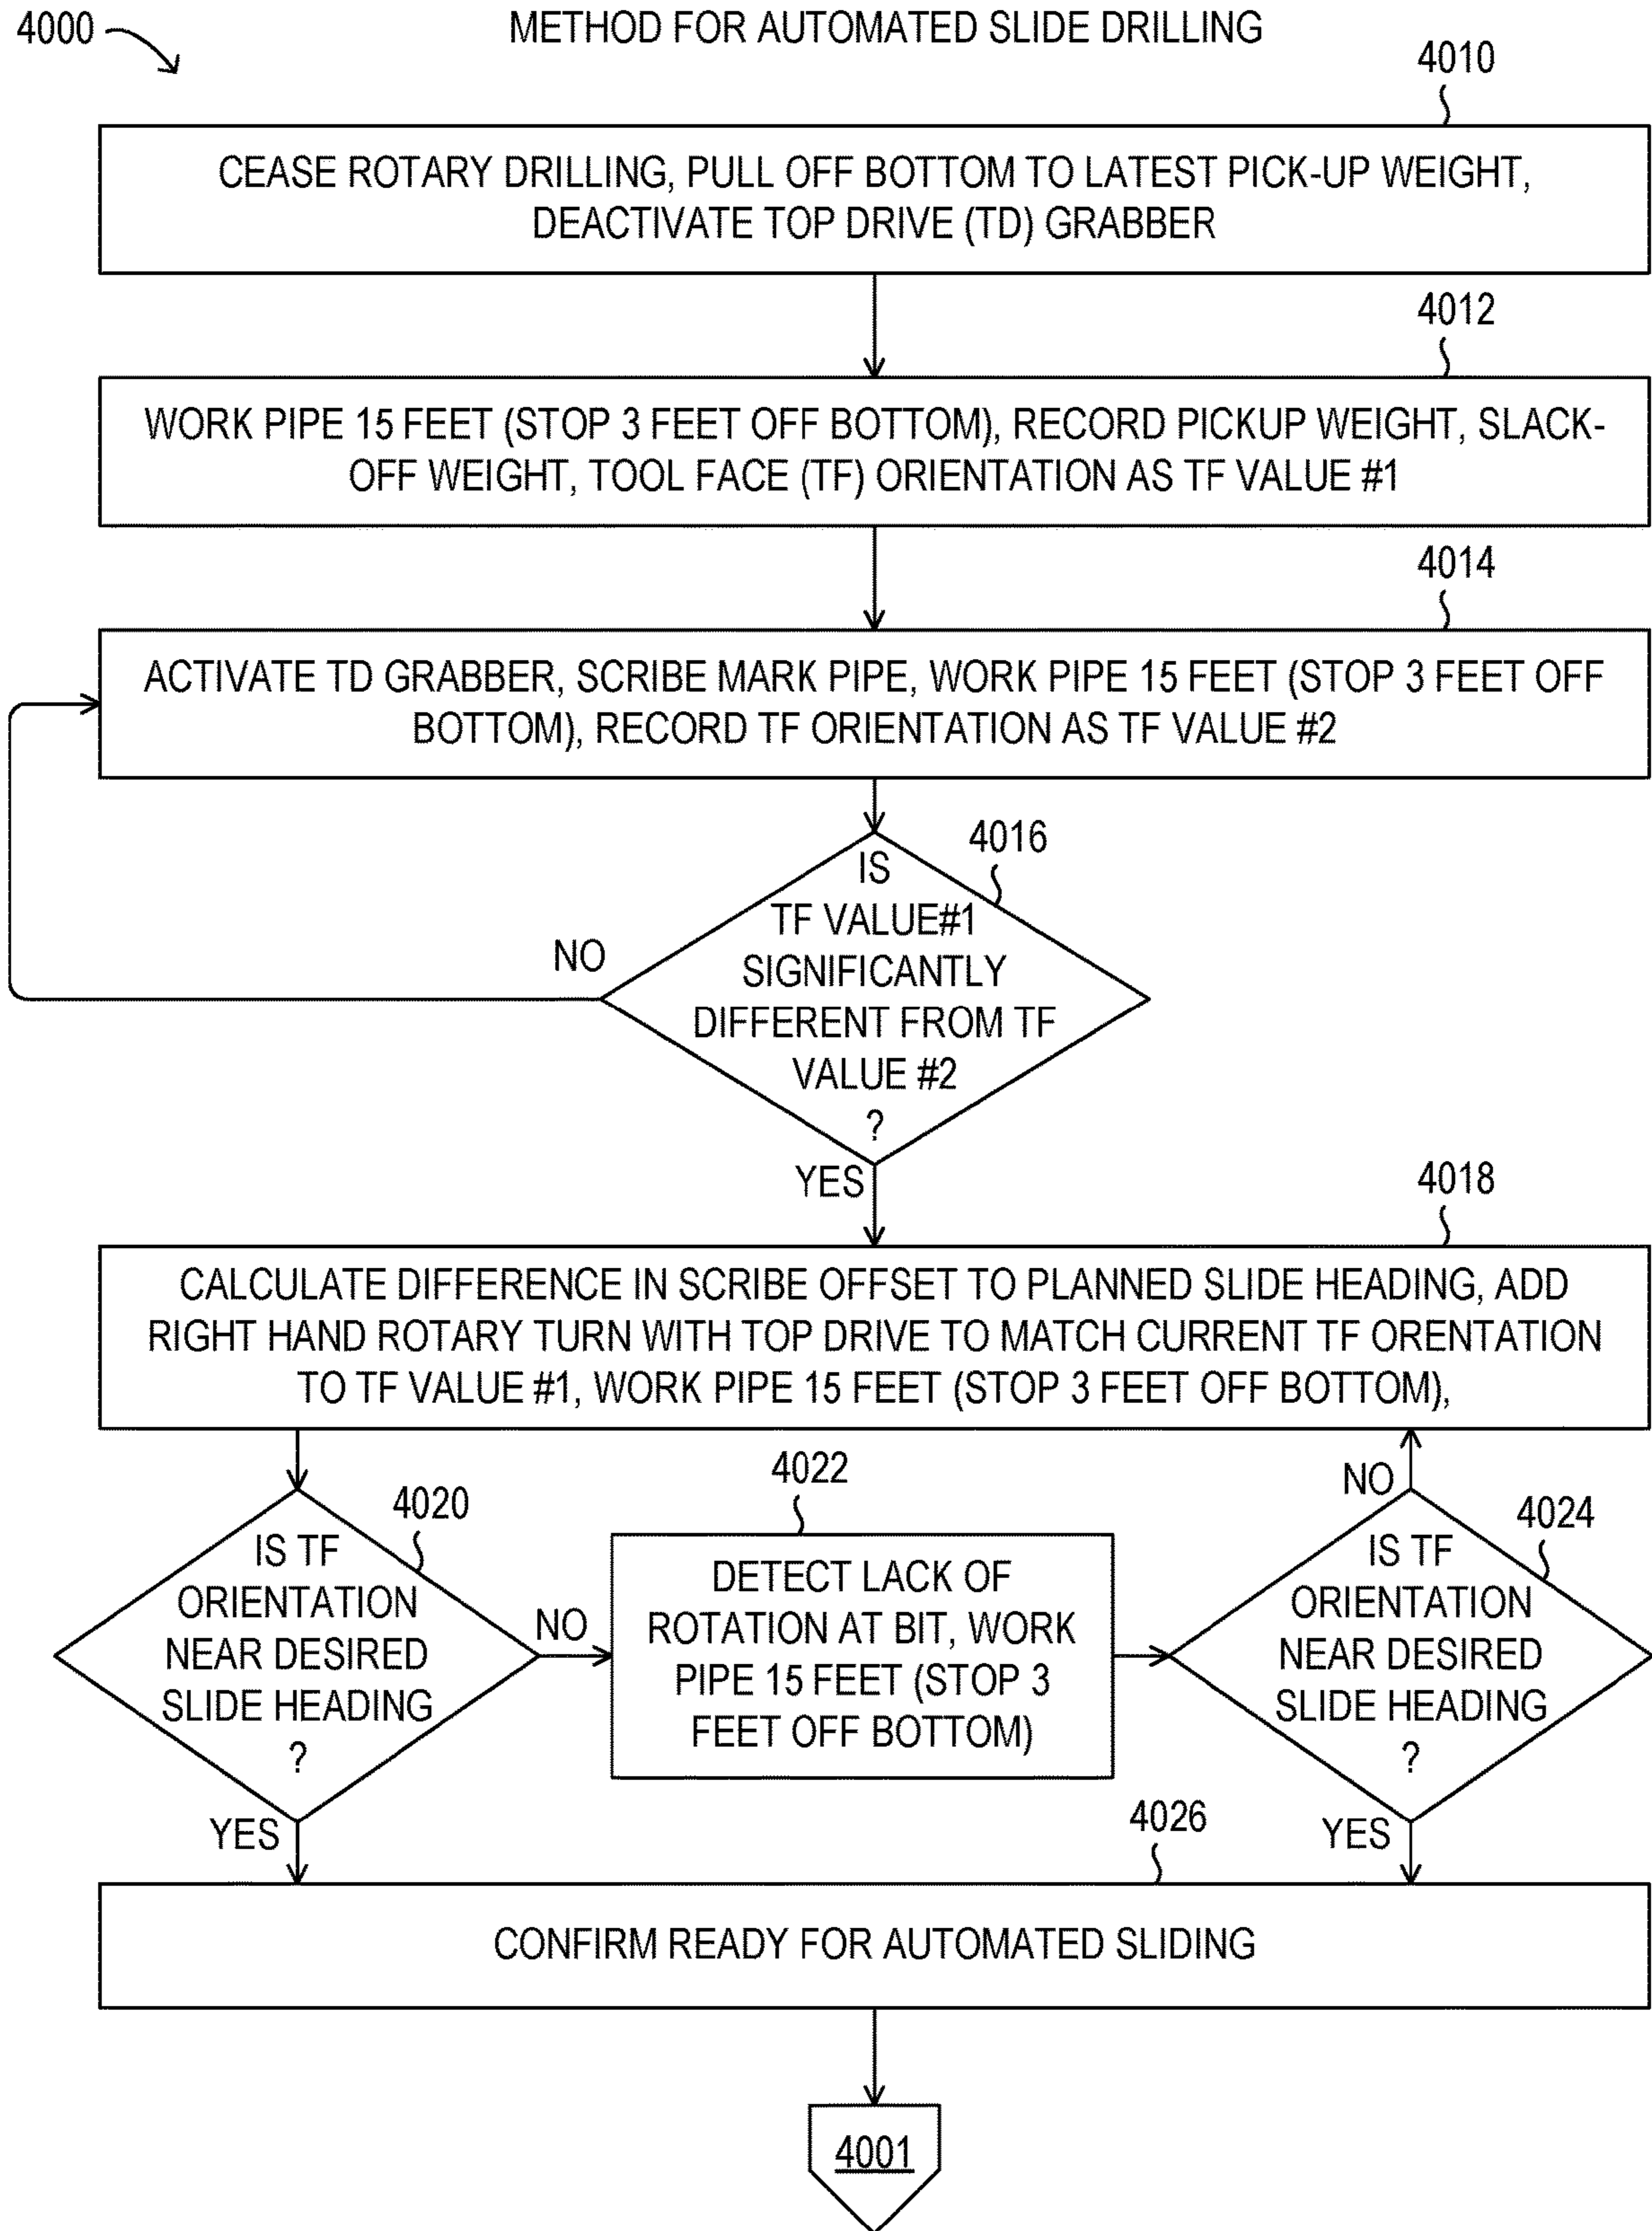 4000
METHOD FOR AUTOMATED SLIDE DRILLING
4010
CEASE ROTARY DRILLING, PULL OFF BOTTOM TO LATEST PICK-UP WEIGHT,
DEACTIVATE TOP DRIVE (TD) GRABBER
4012
WORK PIPE 15 FEET (STOP 3 FEET OFF BOTTOM), RECORD PICKUP WEIGHT, SLACK-
OFF WEIGHT, TOOL FACE (TF) ORIENTATION AS TF VALUE #1
4014
ACTIVATE TD GRABBER, SCRIBE MARK PIPE, WORK PIPE 15 FEET (STOP 3 FEET OFF
BOTTOM), RECORD TF ORIENTATION AS TF VALUE #2
4016
IS
TF VALUE#1
SIGNIFICANTLY
DIFFERENT FROM TF
VALUE #2
?
NO
YES
4018
CALCULATE DIFFERENCE IN SCRIBE OFFSET TO PLANNED SLIDE HEADING, ADD
RIGHT HAND ROTARY TURN WITH TOP DRIVE TO MATCH CURRENT TF ORENTATION
TO TF VALUE #1, WORK PIPE 15 FEET (STOP 3 FEET OFF BOTTOM),
4020
IS TF
ORIENTATION
NEAR DESIRED
SLIDE HEADING
?
NO
YES
4022
DETECT LACK OF
ROTATION AT BIT, WORK
PIPE 15 FEET (STOP 3
FEET OFF BOTTOM)
NO
4024
IS TF
ORIENTATION
NEAR DESIRED
SLIDE HEADING
?
YES
4026
CONFIRM READY FOR AUTOMATED SLIDING
4001